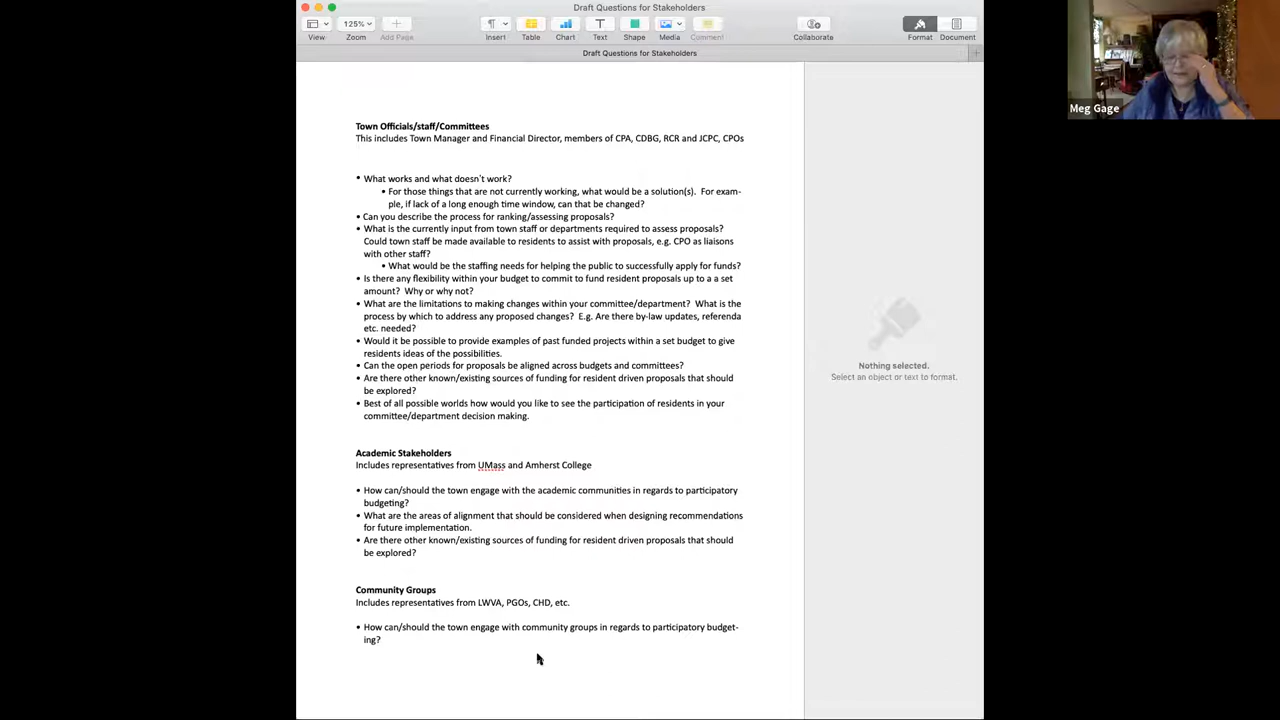 Draft Questions for Stakeholders
125%
View
Zoom
Add Page
Insert
Table
Chart
Text
Shape
Media
Comment
Collaborate
Format
Document
Draft Questions for Stakeholders
Meg Gage
Town Officials/staff/Committees
This includes Town Manager and Financial Director, members of CPA, CDBG, RCR and JCPC, CPOs
• What works and what doesn't work?
• For those things that are not currently working, what would be a solution(s). For exam-
ple, if lack of a long enough time window, can that be changed?
• Can you describe the process for ranking/assessing proposals?
• What is the currently input from town staff or departments required to assess proposals?
Could town staff be made available to residents to assist with proposals, e.g. CPO as liaisons
with other staff?
• What would be the staffing needs for helping the public to successfully apply for funds?
• Is there any flexibility within your budget to commit to fund resident proposals up to a a set
amount? Why or why not?
• What are the limitations to making changes within your committee/department? What is the
process by which to address any proposed changes? E.g. Are there by-law updates, referenda
etc. needed?
• Would it be possible to provide examples of past funded projects within a set budget to give
residents ideas of the possibilities.
• Can the open periods for proposals be aligned across budgets and committees?
• Are there other known/existing sources of funding for resident driven proposals that should
be explored?
• Best of all possible worlds how would you like to see the participation of residents in your
committee/department decision making.
Academic Stakeholders
Includes representatives from UMass and Amherst College
• How can/should the town engage with the academic communities in regards to participatory
budgeting?
• What are the areas of alignment that should be considered when designing recommendations
for future implementation.
• Are there other known/existing sources of funding for resident driven proposals that should
be explored?
Community Groups
Includes representatives from LWVA, PGOs, CHD, etc.
• How can/should the town engage with community groups in regards to participatory budget-
ing?
Nothing selected.
Select an object or text to format.